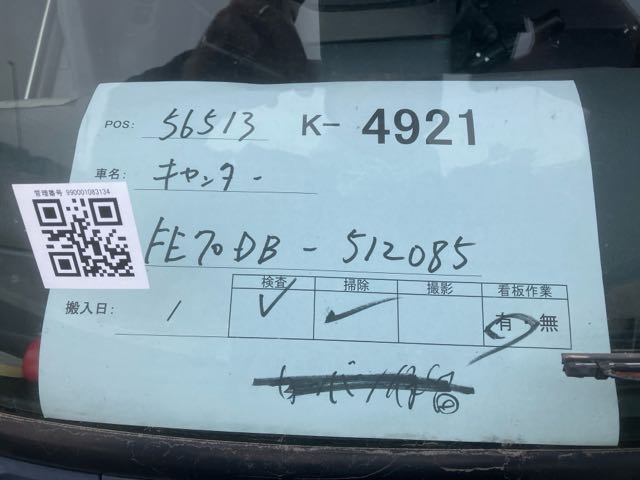 POS: 56513 K- 4921
車名: キャンター
管理番号 990001083134
FE70DB - 512085
検査 掃除 撮影 看板作業
搬入日: 1 ✓ ✓ 有・無